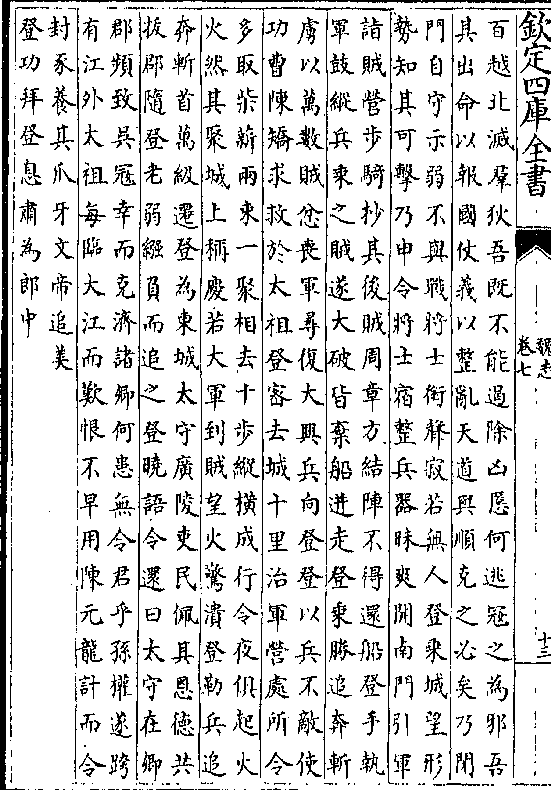 欽定四庫全書
魏志
卷七
十三
百越北滅羣狄吾既不能遏除凶慝何逃冦之為邪吾
其出命以報國仗義以整亂天道與順克之必矣乃閉
門自守示弱不與戰將士銜聲寂若無人登乘城望形
勢知其可擊乃申令將士宿整兵器昧爽開南門引軍
詣賊營步騎抄其後賊周章方結陣不得還船登手執
軍鼓縱兵乘之賊遂大破皆棄船迸走登乘勝追奔斬
虜以萬數賊忿喪軍尋復大興兵向登登以兵不敵使
功曹陳矯求救於太祖登宻去城十里治軍營處所令
多取柴薪兩束一聚相去十步縱横成行令夜俱起火
火然其聚城上稱慶若大軍到賊望火驚潰登勒兵追
奔斬首萬級遷登為東城太守廣陵吏民佩其恩德共
拔郡隨登老弱繦負而追之登曉語令還曰太守在卿
郡頻致吳冦幸而克濟諸卿何患無令君乎孫權遂跨
有江外太祖每臨大江而歎恨不早用陳元龍計而令
封豕養其爪牙文帝追美
登功拜登息肅為郎中